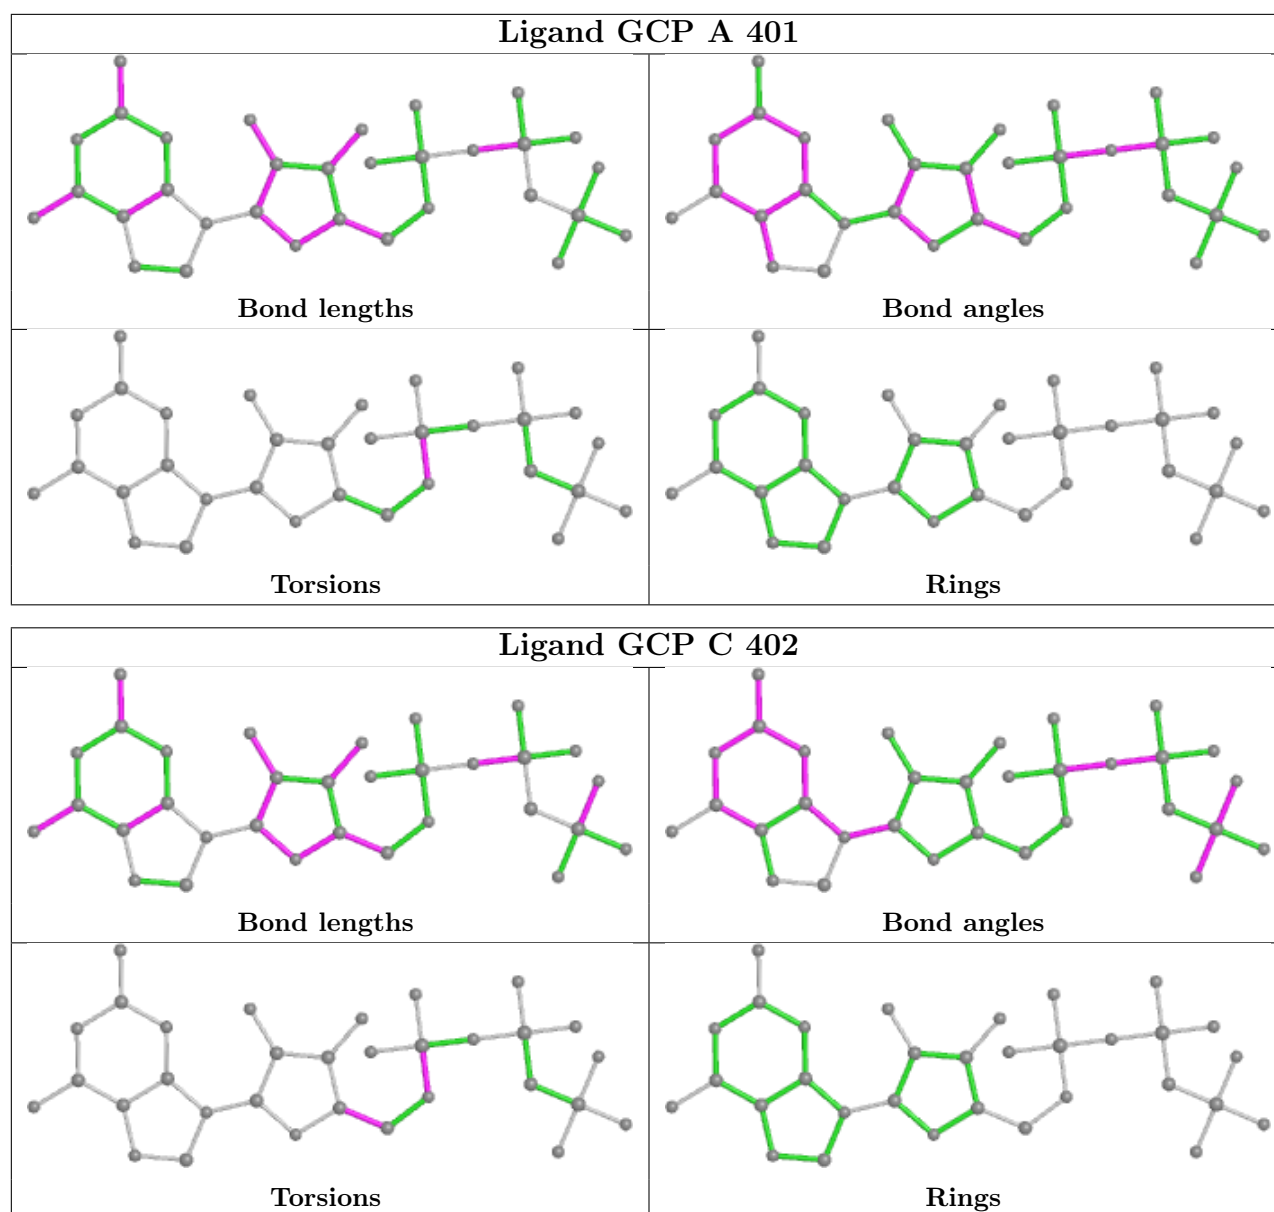 Ligand GCP A 401
Bond lengths
Bond angles
Torsions
Rings
Ligand GCP C 402
Bond lengths
Bond angles
Torsions
Rings